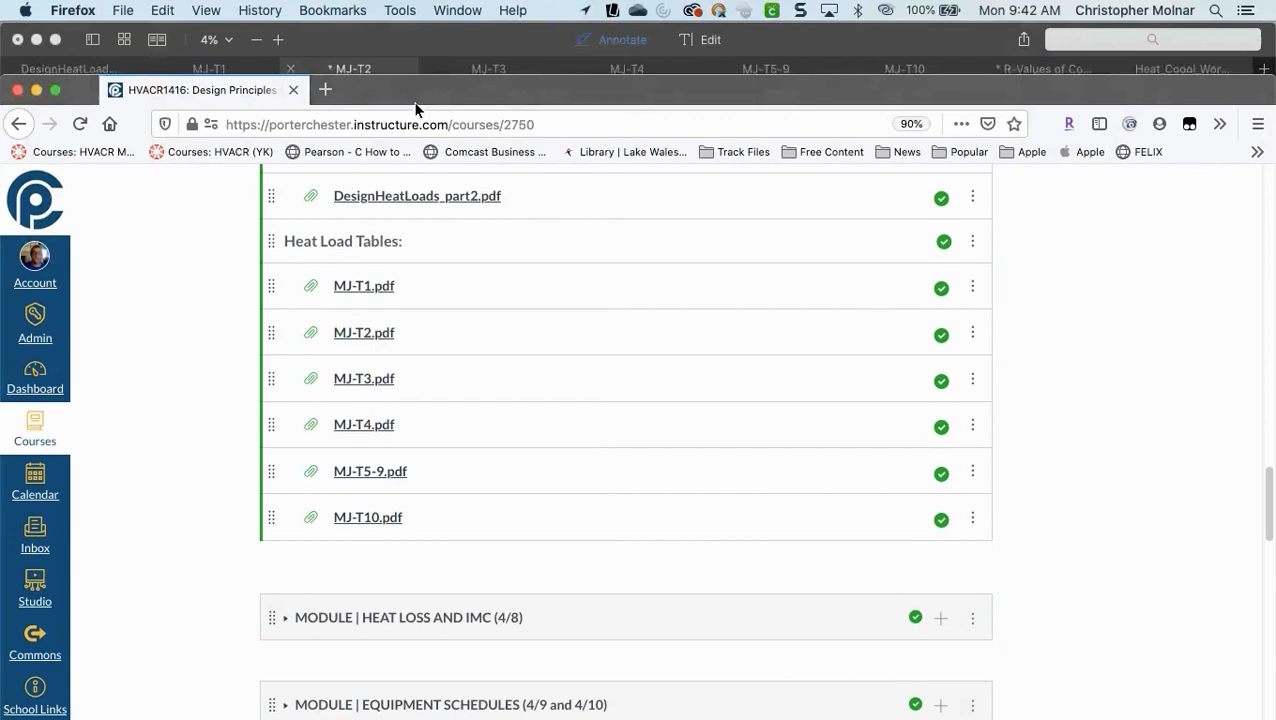 Firefox File Edit View History Bookmarks Tools Window Help 100% Mon 9:42 AM Christopher Molnar
4% Annotate Edit
DesignHeatLoad... MJ-T1 * MJ-T2 MJ-T3 MJ-T4 MJ-T5-9 MJ-T10 * R-Values of Co... Heat_Cool_Wor...
HVACR1416: Design Principles
https://porterchester.instructure.com/courses/2750 90%
Courses: HVACR M... Courses: HVACR (YK) Pearson - C How to ... Comcast Business ... Library | Lake Wales... Track Files Free Content News Popular Apple Apple FELIX
DesignHeatLoads_part2.pdf
Heat Load Tables:
MJ-T1.pdf
MJ-T2.pdf
MJ-T3.pdf
MJ-T4.pdf
MJ-T5-9.pdf
MJ-T10.pdf
MODULE | HEAT LOSS AND IMC (4/8)
MODULE | EQUIPMENT SCHEDULES (4/9 and 4/10)
Account
Admin
Dashboard
Courses
Calendar
Inbox
Studio
Commons
School Links